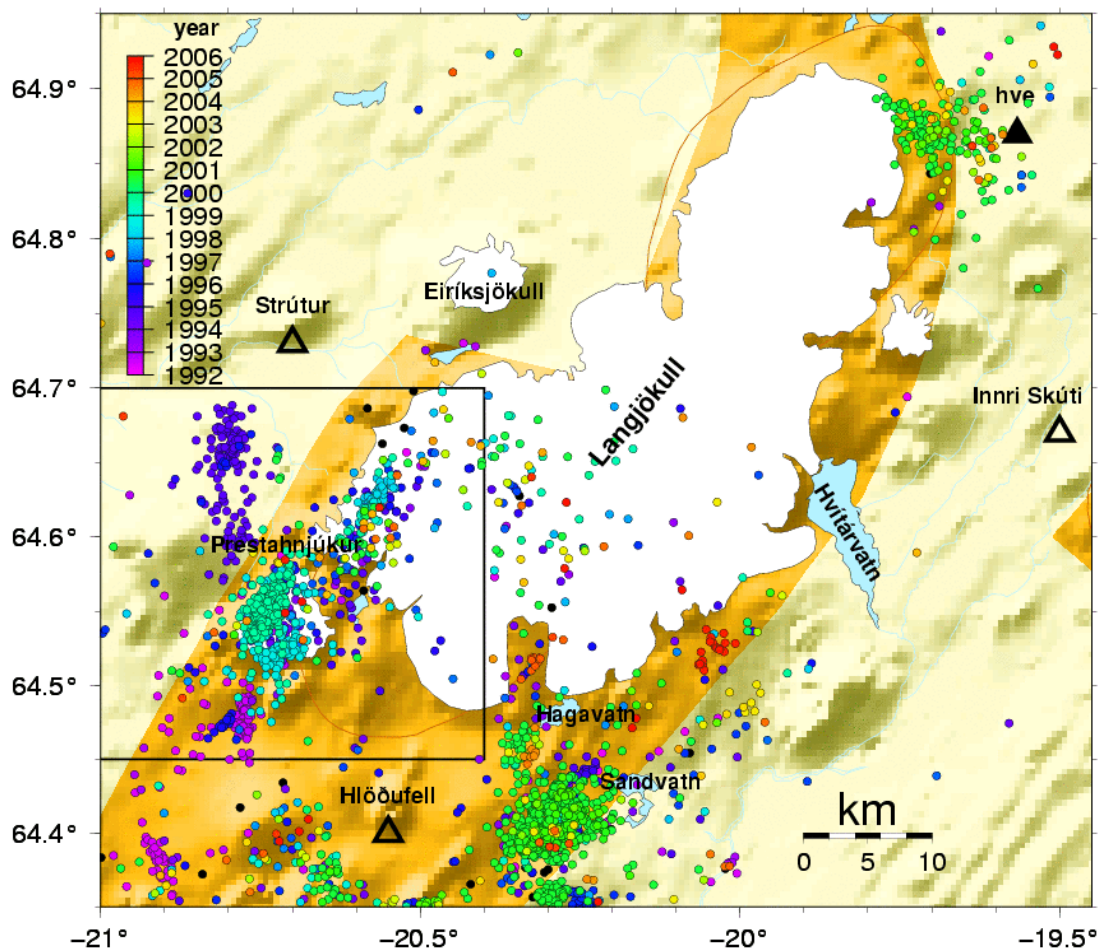 year
2006
2005
2004
2003
2002
2001
2000
1999
1998
1997
1996
1995
1994
1993
1992
64.9°
64.8°
64.7°
64.6°
64.5°
64.4°
hve
Eiríksjökull
Strútur
Langjökull
Innri Skúti
Hvítárvatn
Prestahnjúkur
Hagavatn
Sandvatn
Hlöðufell
km
0 5 10
−21° −20.5° −20° −19.5°